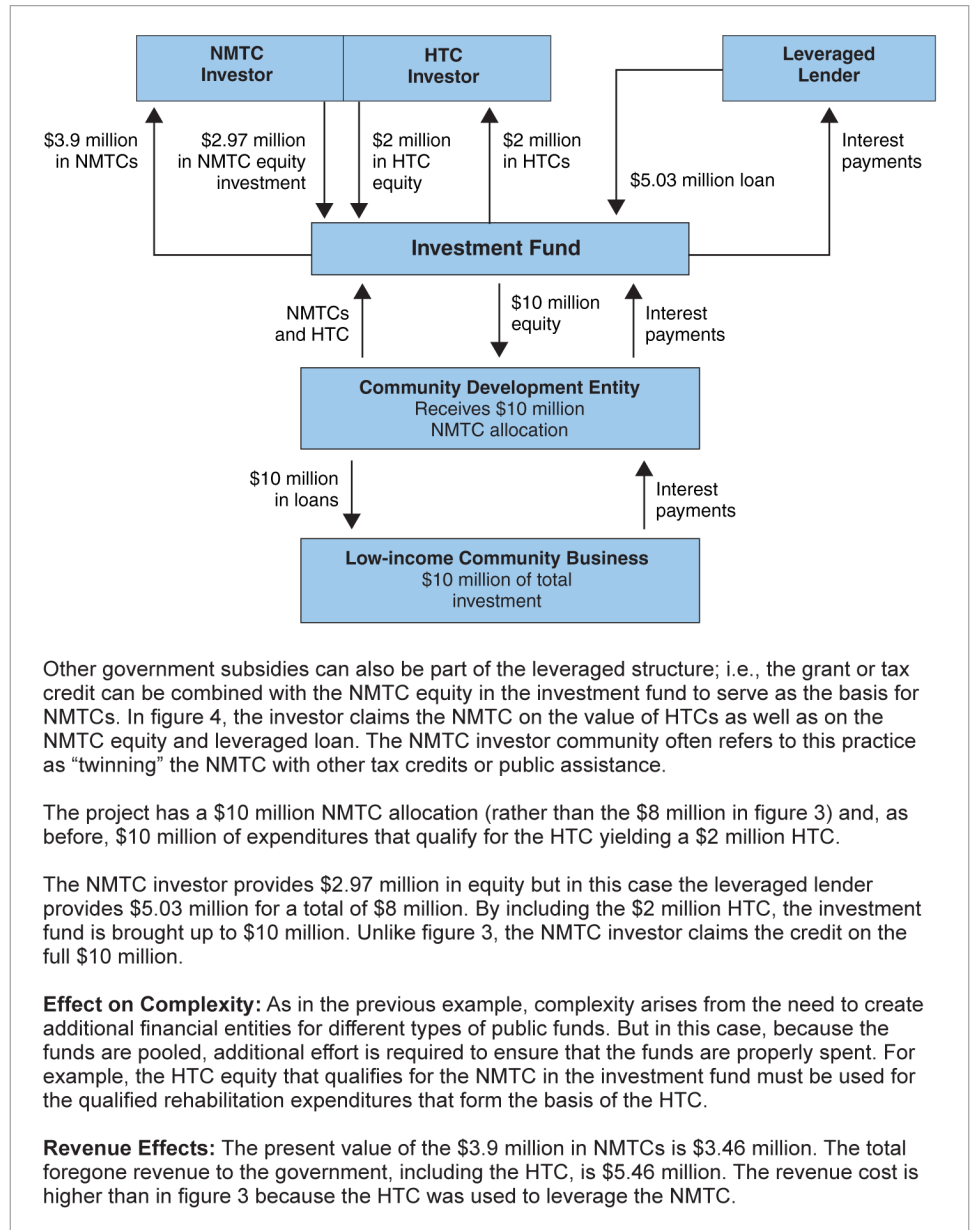 NMTC
Investor
HTC
Investor
Leveraged
Lender
$3.9 million
in NMTCs
$2.97 million
in NMTC equity
investment
$2 million
in HTC
equity
$2 million
in HTCs
$5.03 million loan
Interest
payments
Investment Fund
NMTCs
and HTC
$10 million
equity
Interest
payments
Community Development Entity
Receives $10 million
NMTC allocation
$10 million
in loans
Interest
payments
Low-income Community Business
$10 million of total
investment
Other government subsidies can also be part of the leveraged structure; i.e., the grant or tax
credit can be combined with the NMTC equity in the investment fund to serve as the basis for
NMTCs. In figure 4, the investor claims the NMTC on the value of HTCs as well as on the
NMTC equity and leveraged loan. The NMTC investor community often refers to this practice
as “twinning” the NMTC with other tax credits or public assistance.
The project has a $10 million NMTC allocation (rather than the $8 million in figure 3) and, as
before, $10 million of expenditures that qualify for the HTC yielding a $2 million HTC.
The NMTC investor provides $2.97 million in equity but in this case the leveraged lender
provides $5.03 million for a total of $8 million. By including the $2 million HTC, the investment
fund is brought up to $10 million. Unlike figure 3, the NMTC investor claims the credit on the
full $10 million.
Effect on Complexity: As in the previous example, complexity arises from the need to create
additional financial entities for different types of public funds. But in this case, because the
funds are pooled, additional effort is required to ensure that the funds are properly spent. For
example, the HTC equity that qualifies for the NMTC in the investment fund must be used for
the qualified rehabilitation expenditures that form the basis of the HTC.
Revenue Effects: The present value of the $3.9 million in NMTCs is $3.46 million. The total
foregone revenue to the government, including the HTC, is $5.46 million. The revenue cost is
higher than in figure 3 because the HTC was used to leverage the NMTC.